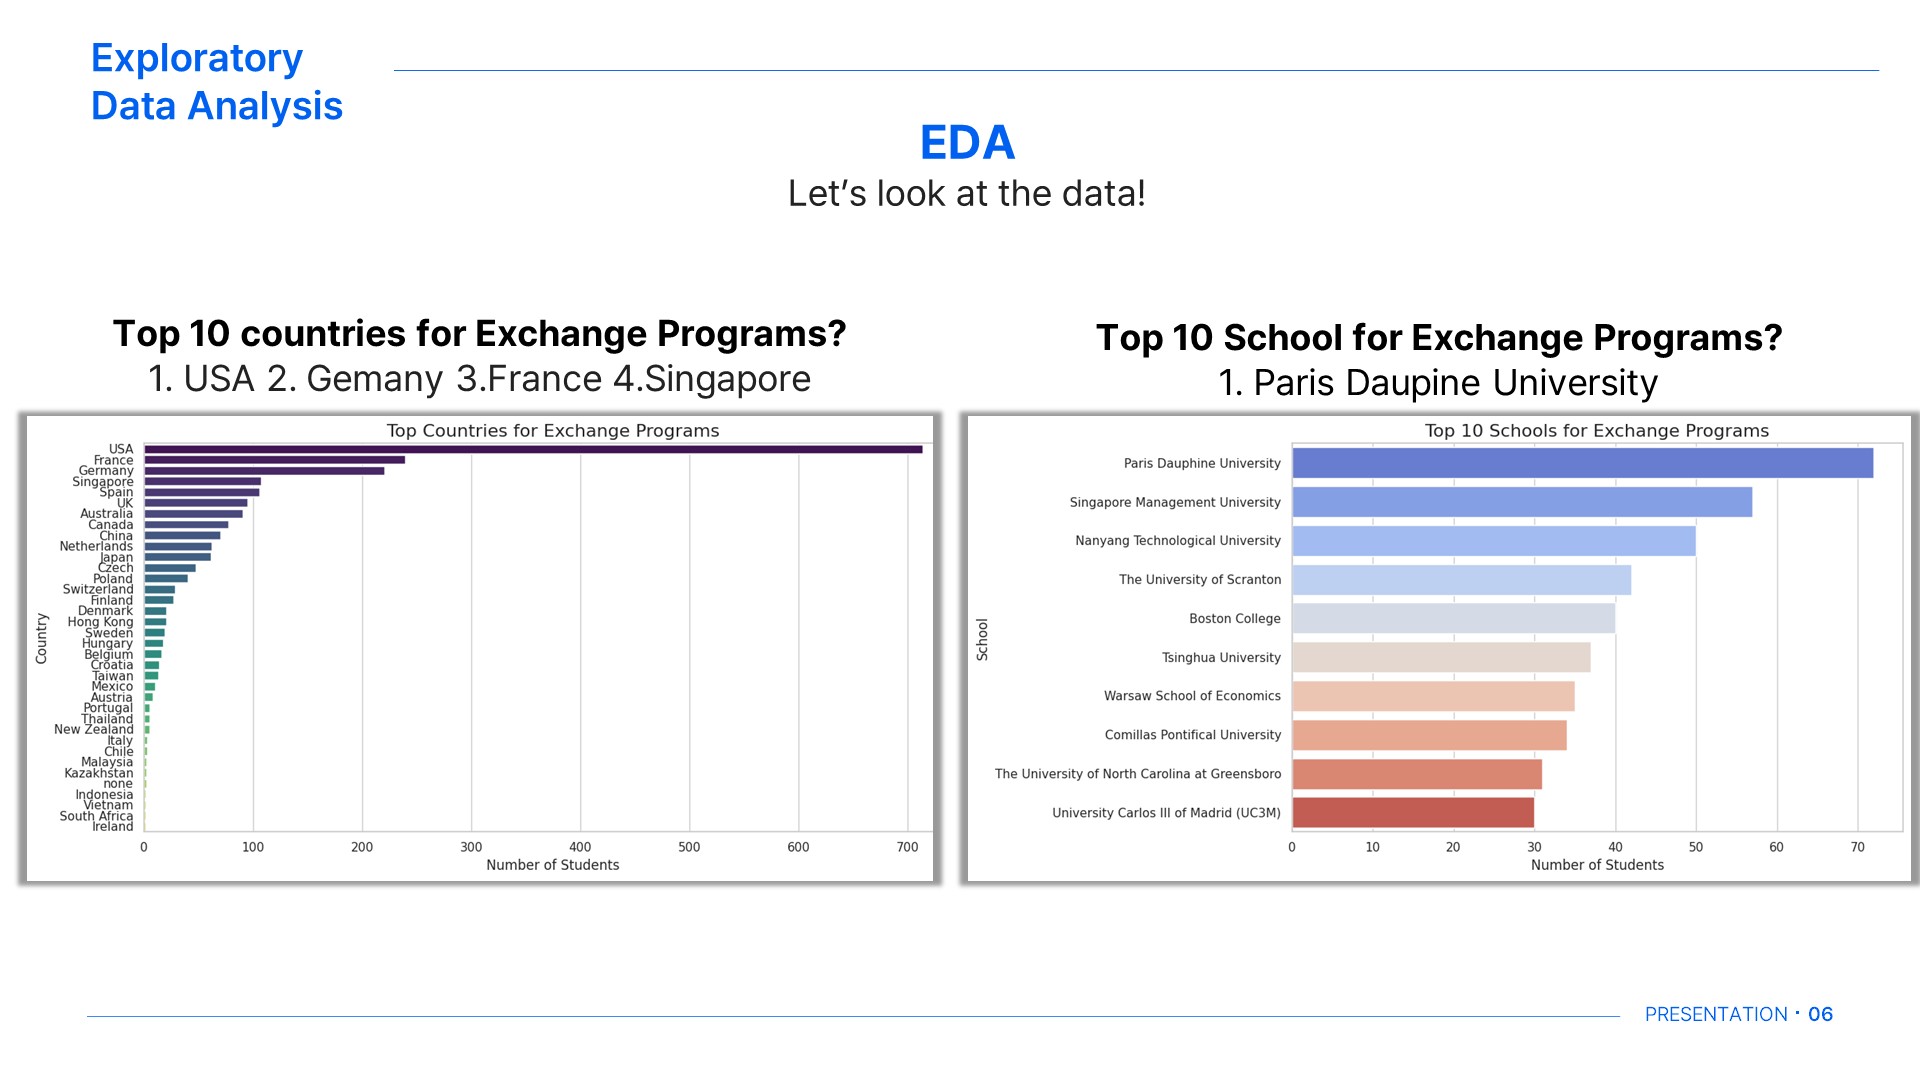 Exploratory
Data Analysis
EDA
Let’s look at the data!
Top 10 countries for Exchange Programs?
1. USA 2. Gemany 3.France 4.Singapore
Top 10 School for Exchange Programs?
1. Paris Daupine University
Top Countries for Exchange Programs
USA
France
Germany
Singapore
Spain
UK
Australia
Canada
China
Netherlands
Japan
Czech
Poland
Switzerland
Finland
Denmark
Hong Kong
Sweden
Hungary
Belgium
Croatia
Taiwan
Mexico
Austria
Portugal
Thailand
New Zealand
Italy
Chile
Malaysia
Kazakhstan
none
Indonesia
Vietnam
South Africa
Ireland
Country
0 100 200 300 400 500 600 700
Number of Students
Top 10 Schools for Exchange Programs
Paris Dauphine University
Singapore Management University
Nanyang Technological University
The University of Scranton
Boston College
Tsinghua University
Warsaw School of Economics
Comillas Pontifical University
The University of North Carolina at Greensboro
University Carlos III of Madrid (UC3M)
School
0 10 20 30 40 50 60 70
Number of Students
PRESENTATION · 06